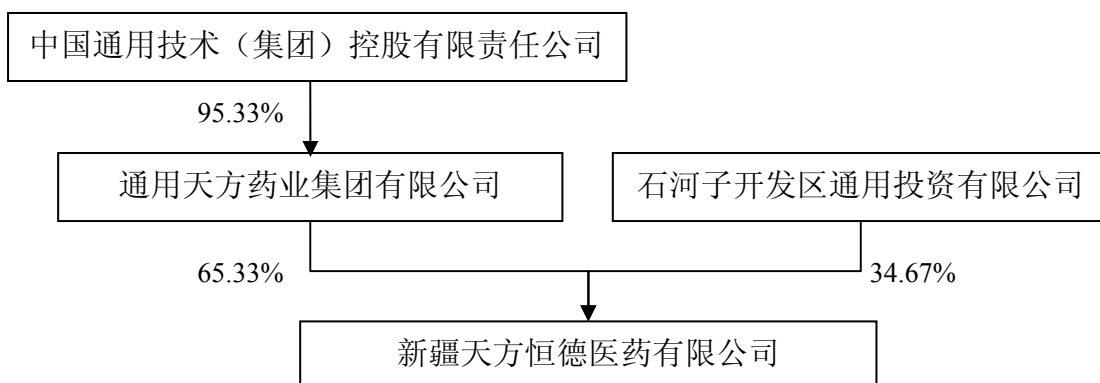 中国通用技术（集团）控股有限责任公司
95.33%
通用天方药业集团有限公司
石河子开发区通用投资有限公司
65.33%
34.67%
新疆天方恒德医药有限公司